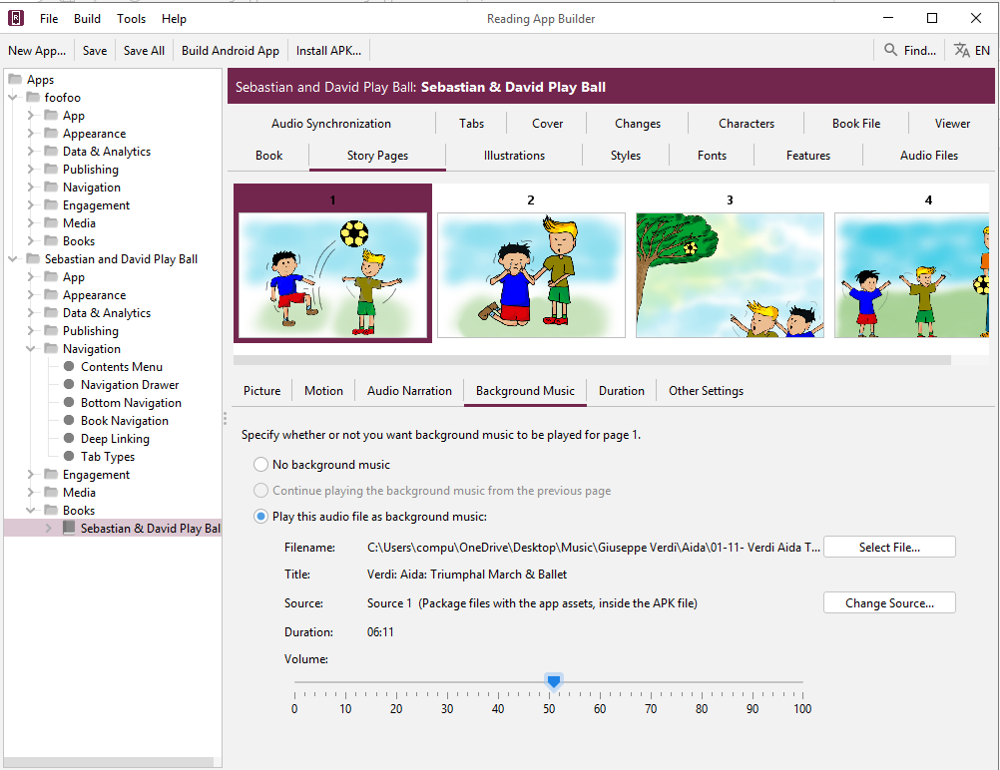 File Build Tools Help Reading App Builder
New App... Save Save All Build Android App Install APK... Find... EN
Apps
foofoo
App
Appearance
Data & Analytics
Publishing
Navigation
Engagement
Media
Books
Sebastian and David Play Ball
App
Appearance
Data & Analytics
Publishing
Navigation
Contents Menu
Navigation Drawer
Bottom Navigation
Book Navigation
Deep Linking
Tab Types
Engagement
Media
Books
Sebastian & David Play Bal
Sebastian and David Play Ball: Sebastian & David Play Ball
Audio Synchronization Tabs Cover Changes Characters Book File Viewer
Book Story Pages Illustrations Styles Fonts Features Audio Files
1 2 3 4
Picture Motion Audio Narration Background Music Duration Other Settings
Specify whether or not you want background music to be played for page 1.
No background music
Continue playing the background music from the previous page
Play this audio file as background music:
Filename: C:\Users\compu\OneDrive\Desktop\Music\Giuseppe Verdi\Aida\01-11- Verdi Aida T... Select File...
Title: Verdi: Aida: Triumphal March & Ballet
Source: Source 1 (Package files with the app assets, inside the APK file) Change Source...
Duration: 06:11
Volume:
0 10 20 30 40 50 60 70 80 90 100